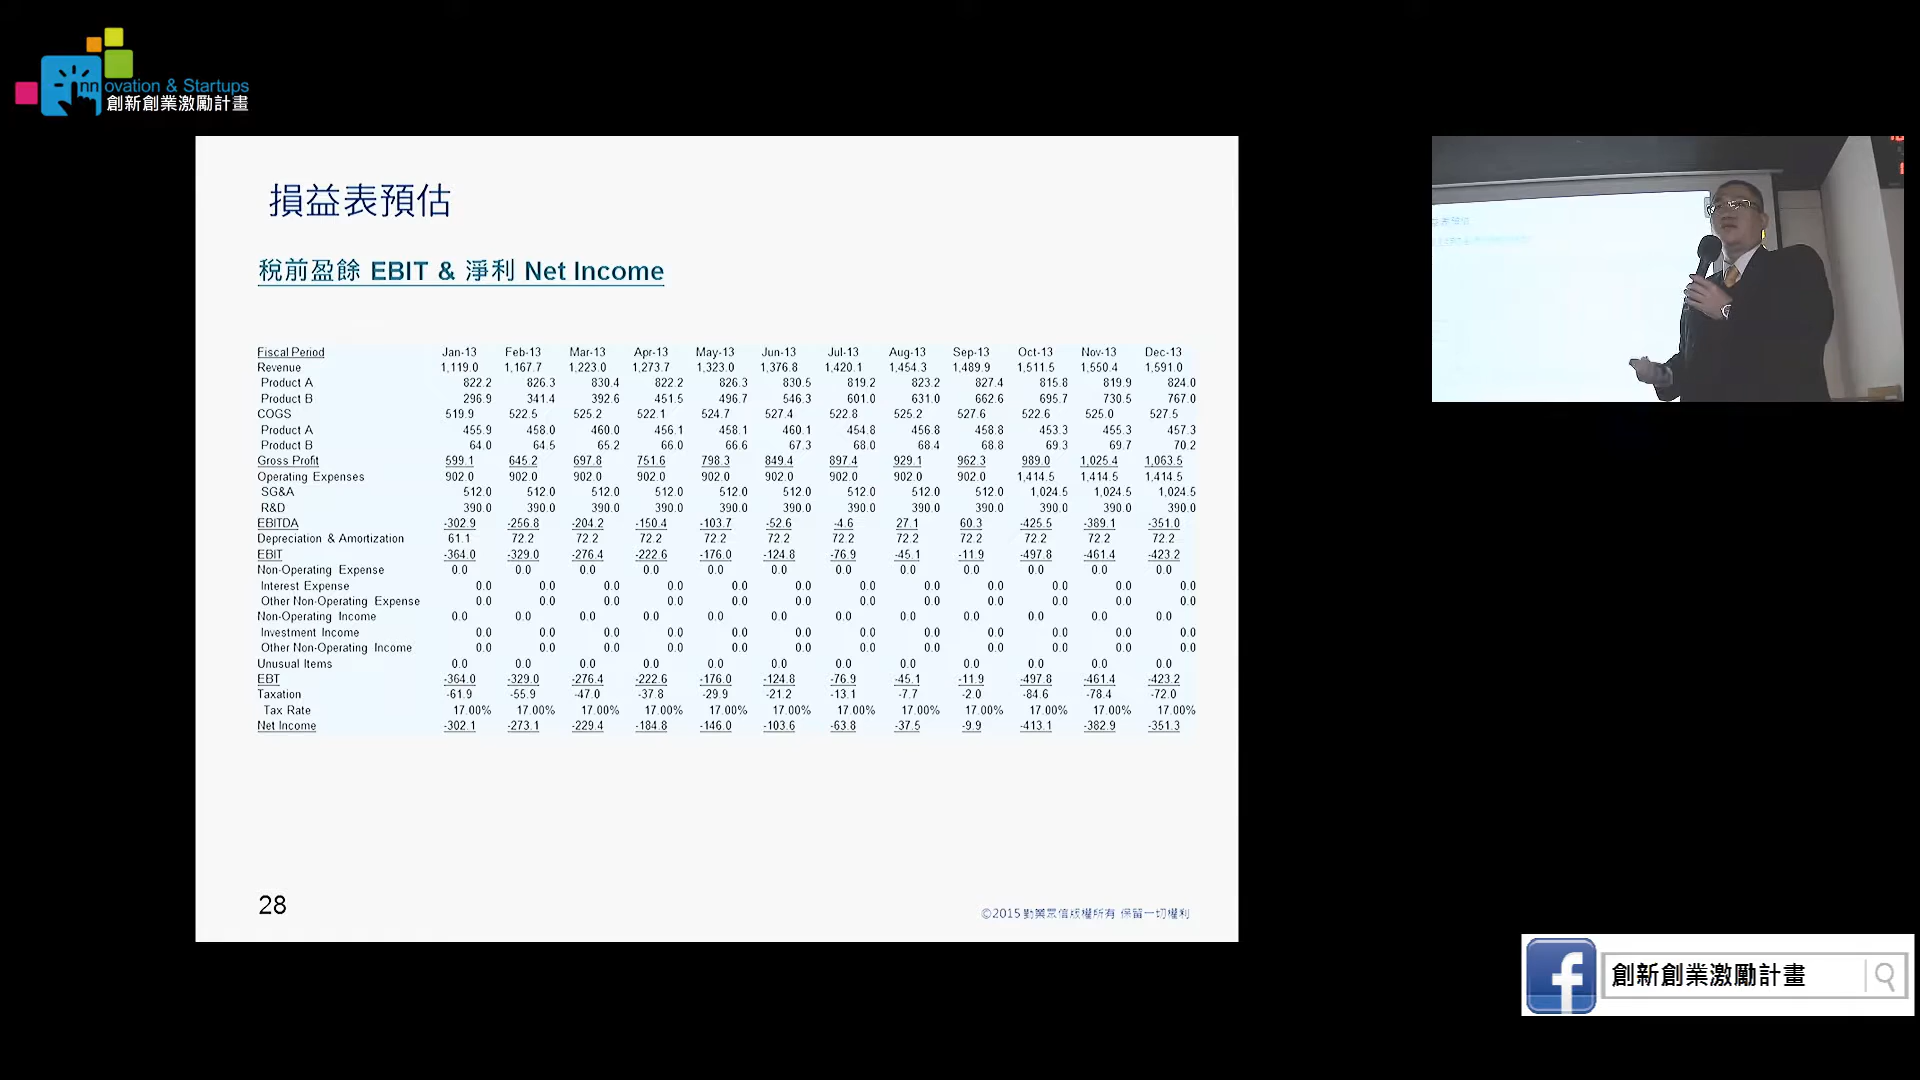 nnovation & Startups
創新創業激勵計畫
損益表預估
稅前盈餘 EBIT & 淨利 Net Income
Fiscal Period Jan-13 Feb-13 Mar-13 Apr-13 May-13 Jun-13 Jul-13 Aug-13 Sep-13 Oct-13 Nov-13 Dec-13
Revenue 1,119.0 1,167.7 1,223.0 1,273.7 1,323.0 1,376.8 1,420.1 1,454.3 1,489.9 1,511.5 1,550.4 1,591.0
Product A 822.2 826.3 830.4 822.2 826.3 830.5 819.2 823.2 827.4 815.8 819.9 824.0
Product B 296.9 341.4 392.6 451.5 496.7 546.3 601.0 631.0 662.6 695.7 730.5 767.0
COGS 519.9 522.5 525.2 522.1 524.7 527.4 522.8 525.2 527.6 522.6 525.0 527.5
Product A 455.9 458.0 460.0 456.1 458.1 460.1 454.8 456.8 458.8 453.3 455.3 457.3
Product B 64.0 64.5 65.2 66.0 66.6 67.3 68.0 68.4 68.8 69.3 69.7 70.2
Gross Profit 599.1 645.2 697.8 751.6 798.3 849.4 897.4 929.1 962.3 989.0 1,025.4 1,063.5
Operating Expenses 902.0 902.0 902.0 902.0 902.0 902.0 902.0 902.0 902.0 1,414.5 1,414.5 1,414.5
SG&A 512.0 512.0 512.0 512.0 512.0 512.0 512.0 512.0 512.0 1,024.5 1,024.5 1,024.5
R&D 390.0 390.0 390.0 390.0 390.0 390.0 390.0 390.0 390.0 390.0 390.0 390.0
EBITDA -302.9 -256.8 -204.2 -150.4 -103.7 -52.6 -4.6 27.1 60.3 -425.5 -389.1 -351.0
Depreciation & Amortization 61.1 72.2 72.2 72.2 72.2 72.2 72.2 72.2 72.2 72.2 72.2 72.2
EBIT -364.0 -329.0 -276.4 -222.6 -176.0 -124.8 -76.9 -45.1 -11.9 -497.8 -461.4 -423.2
Non-Operating Expense 0.0 0.0 0.0 0.0 0.0 0.0 0.0 0.0 0.0 0.0 0.0 0.0
Interest Expense 0.0 0.0 0.0 0.0 0.0 0.0 0.0 0.0 0.0 0.0 0.0 0.0
Other Non-Operating Expense 0.0 0.0 0.0 0.0 0.0 0.0 0.0 0.0 0.0 0.0 0.0 0.0
Non-Operating Income 0.0 0.0 0.0 0.0 0.0 0.0 0.0 0.0 0.0 0.0 0.0 0.0
Investment Income 0.0 0.0 0.0 0.0 0.0 0.0 0.0 0.0 0.0 0.0 0.0 0.0
Other Non-Operating Income 0.0 0.0 0.0 0.0 0.0 0.0 0.0 0.0 0.0 0.0 0.0 0.0
Unusual Items 0.0 0.0 0.0 0.0 0.0 0.0 0.0 0.0 0.0 0.0 0.0 0.0
EBT -364.0 -329.0 -276.4 -222.6 -176.0 -124.8 -76.9 -45.1 -11.9 -497.8 -461.4 -423.2
Taxation -61.9 -55.9 -47.0 -37.8 -29.9 -21.2 -13.1 -7.7 -2.0 -84.6 -78.4 -72.0
Tax Rate 17.00% 17.00% 17.00% 17.00% 17.00% 17.00% 17.00% 17.00% 17.00% 17.00% 17.00% 17.00%
Net Income -302.1 -273.1 -229.4 -184.8 -146.0 -103.6 -63.8 -37.5 -9.9 -413.1 -382.9 -351.3
28
©2015 勤業眾信版權所有 保留一切權利
f 創新創業激勵計畫